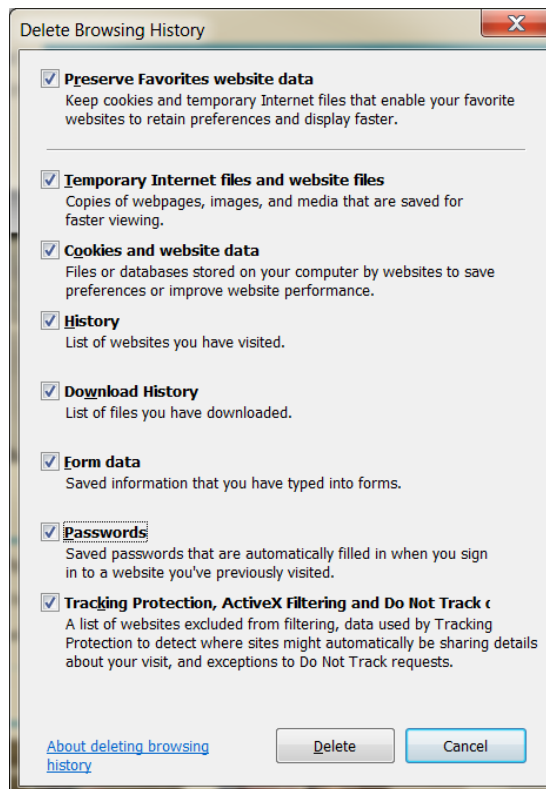 Delete Browsing History
Preserve Favorites website data
Keep cookies and temporary Internet files that enable your favorite
websites to retain preferences and display faster.
Temporary Internet files and website files
Copies of webpages, images, and media that are saved for
faster viewing.
Cookies and website data
Files or databases stored on your computer by websites to save
preferences or improve website performance.
History
List of websites you have visited.
Download History
List of files you have downloaded.
Form data
Saved information that you have typed into forms.
Passwords
Saved passwords that are automatically filled in when you sign
in to a website you've previously visited.
Tracking Protection, ActiveX Filtering and Do Not Track
A list of websites excluded from filtering, data used by Tracking
Protection to detect where sites might automatically be sharing details
about your visit, and exceptions to Do Not Track requests.
About deleting browsing
history
Delete
Cancel